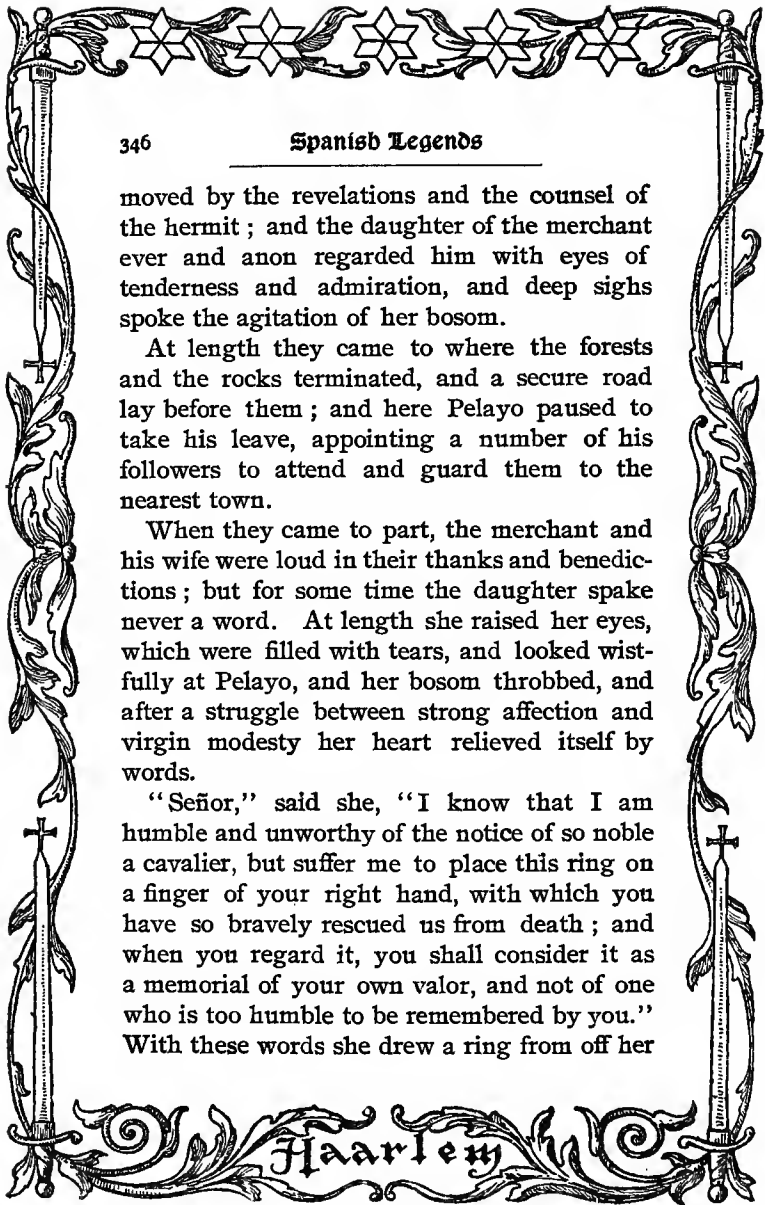 346 Spanish Legends
moved by the revelations and the counsel of
the hermit ; and the daughter of the merchant
ever and anon regarded him with eyes of
tenderness and admiration, and deep sighs
spoke the agitation of her bosom.
At length they came to where the forests
and the rocks terminated, and a secure road
lay before them ; and here Pelayo paused to
take his leave, appointing a number of his
followers to attend and guard them to the
nearest town.
When they came to part, the merchant and
his wife were loud in their thanks and benedic-
tions ; but for some time the daughter spake
never a word. At length she raised her eyes,
which were filled with tears, and looked wist-
fully at Pelayo, and her bosom throbbed, and
after a struggle between strong affection and
virgin modesty her heart relieved itself by
words.
“Señor,” said she, “I know that I am
humble and unworthy of the notice of so noble
a cavalier, but suffer me to place this ring on
a finger of your right hand, with which you
have so bravely rescued us from death ; and
when you regard it, you shall consider it as
a memorial of your own valor, and not of one
who is too humble to be remembered by you.”
With these words she drew a ring from off her
Haarlem